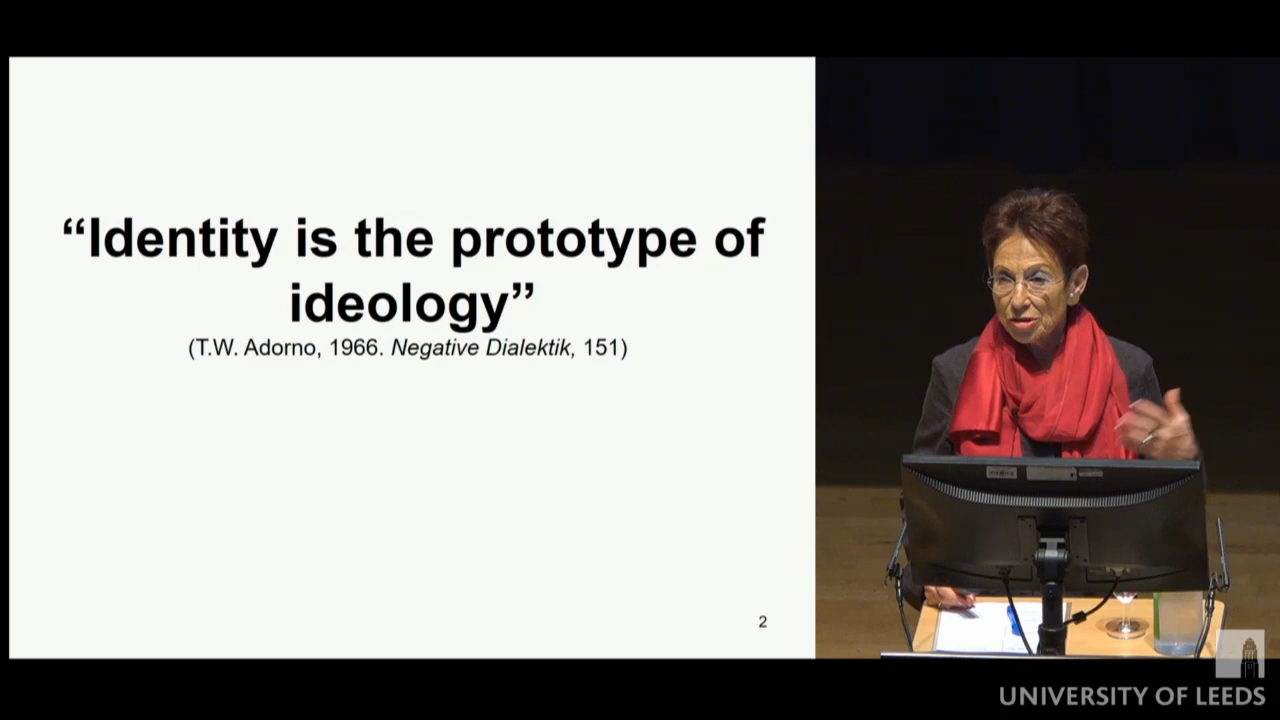 “Identity is the prototype of
ideology”
(T.W. Adorno, 1966. Negative Dialektik, 151)
2
UNIVERSITY OF LEEDS